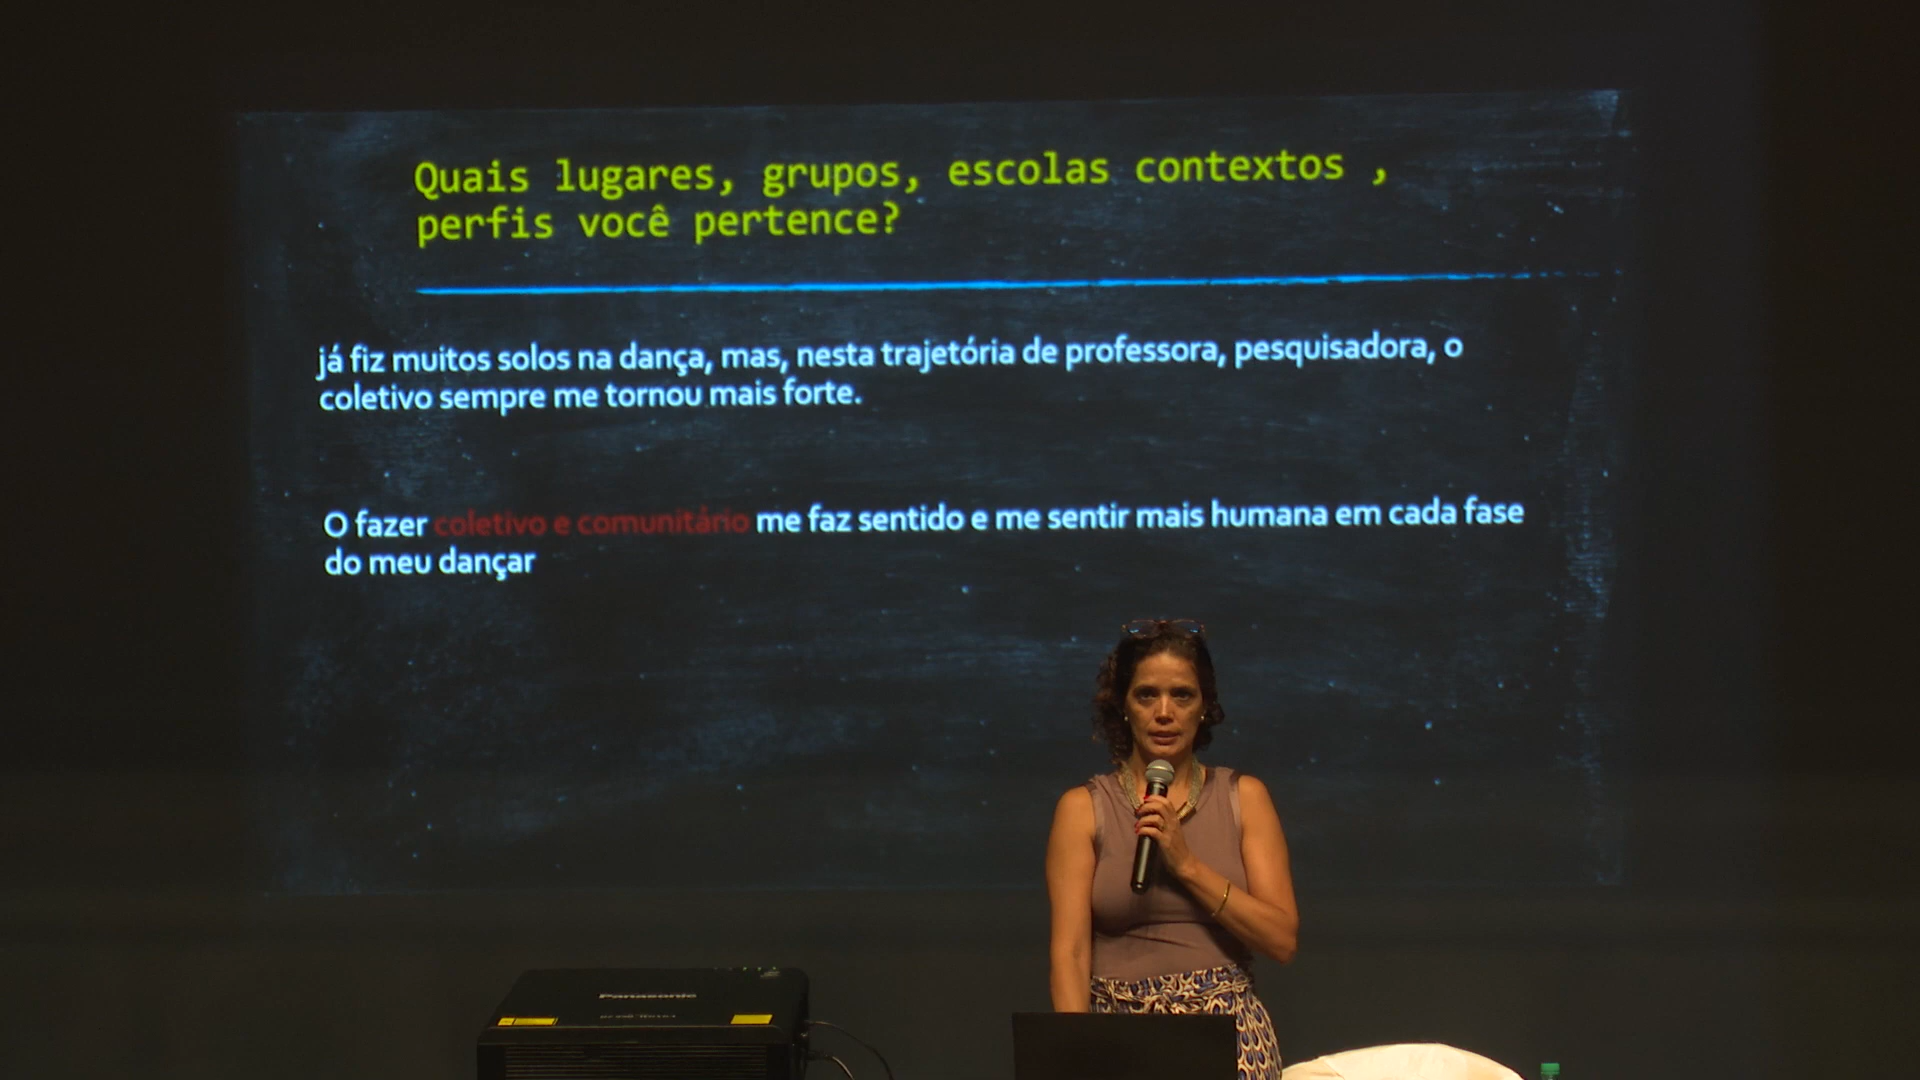 Quais lugares, grupos, escolas contextos ,
perfis você pertence?
já fiz muitos solos na dança, mas, nesta trajetória de professora, pesquisadora, o
coletivo sempre me tornou mais forte.
O fazer coletivo e comunitário me faz sentido e me sentir mais humana em cada fase
do meu dançar
Panasonic